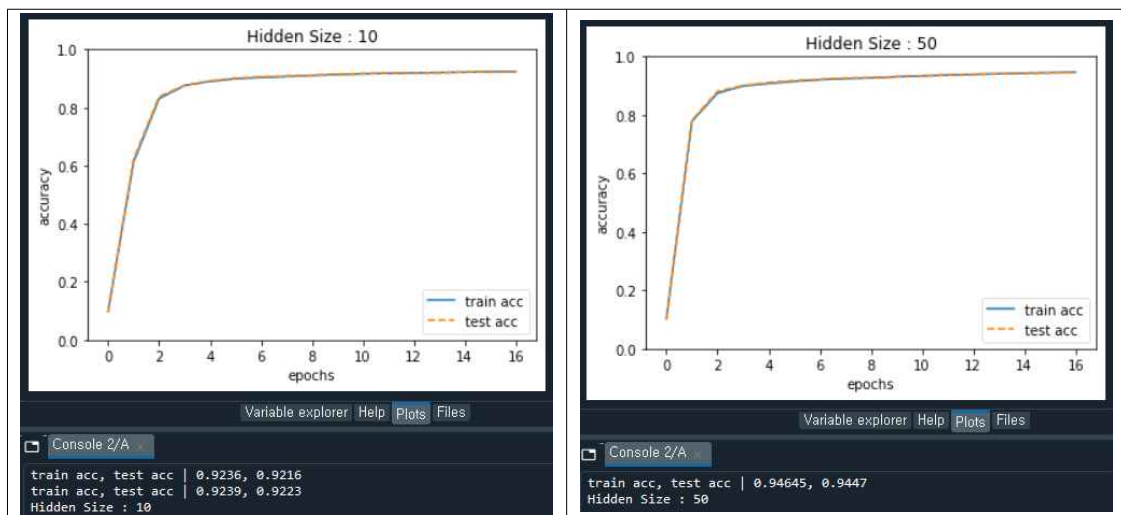 Hidden Size : 10
1.0
0.8
0.6
0.4
0.2
0.0
accuracy
train acc
test acc
0 2 4 6 8 10 12 14 16
epochs
Variable explorer Help Plots Files
Console 2/A
train acc, test acc | 0.9236, 0.9216
train acc, test acc | 0.9239, 0.9223
Hidden Size : 10
Hidden Size : 50
1.0
0.8
0.6
0.4
0.2
0.0
accuracy
train acc
test acc
0 2 4 6 8 10 12 14 16
epochs
Variable explorer Help Plots Files
Console 2/A
train acc, test acc | 0.94645, 0.9447
Hidden Size : 50